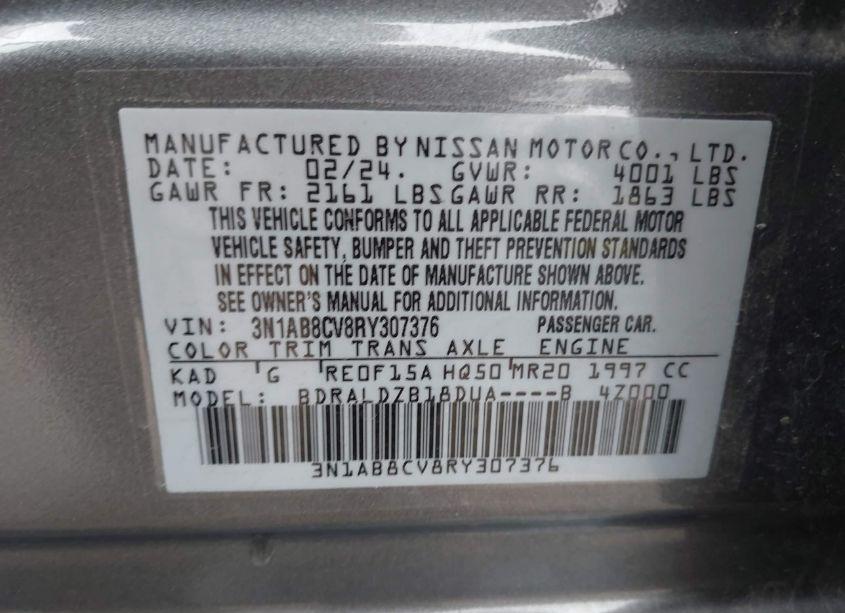 MANUFACTURED BY NISSAN MOTOR CO., LTD.
DATE: 02/24. GVWR: 4001 LBS
GAWR FR: 2161 LBS GAWR RR: 1863 LBS
THIS VEHICLE CONFORMS TO ALL APPLICABLE FEDERAL MOTOR
VEHICLE SAFETY, BUMPER AND THEFT PREVENTION STANDARDS
IN EFFECT ON THE DATE OF MANUFACTURE SHOWN ABOVE.
SEE OWNER'S MANUAL FOR ADDITIONAL INFORMATION.
VIN: 3N1AB8CV8RY307376 PASSENGER CAR.
COLOR TRIM TRANS AXLE ENGINE
KAD G RE0F15A HQ50 MR20 1997 CC
MODEL: BDRALDZB18DUA----B 4Z000
3N1AB8CV8RY307376